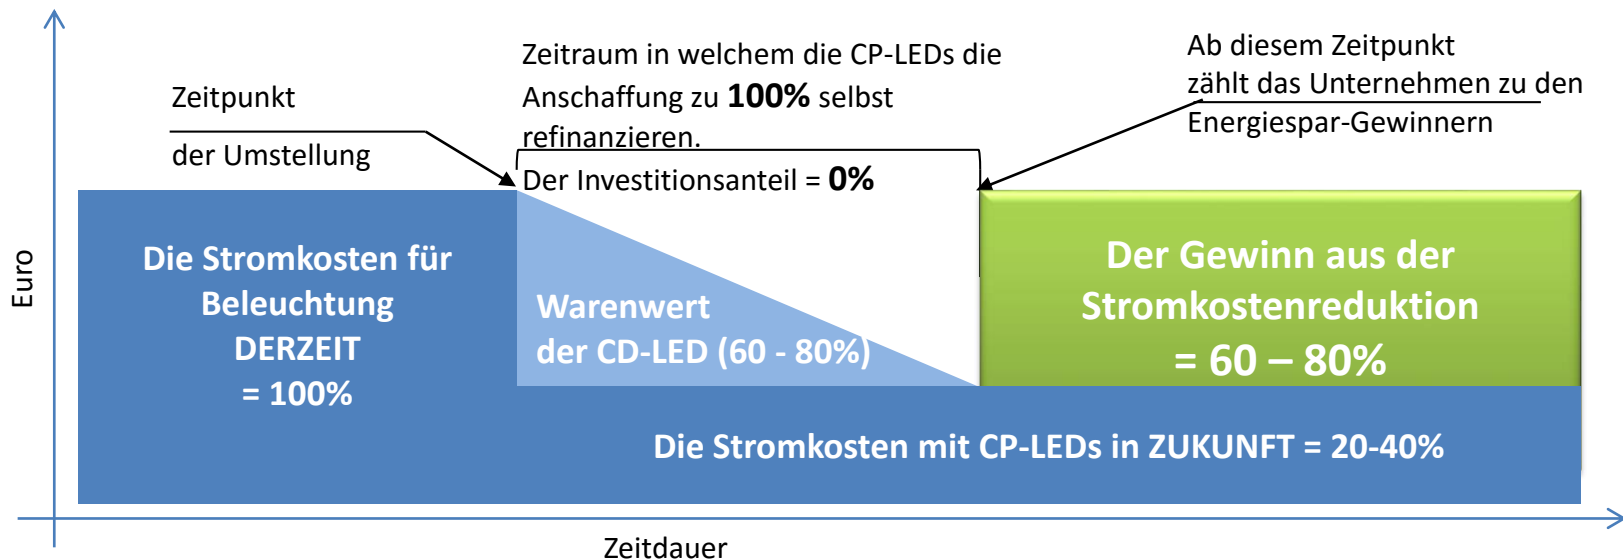 Zeitpunkt
der Umstellung
Zeitraum in welchem die CP-LEDs die
Anschaffung zu 100% selbst
refinanzieren.
Der Investitionsanteil = 0%
Ab diesem Zeitpunkt
zählt das Unternehmen zu den
Energiespar-Gewinnern
Euro
Die Stromkosten für
Beleuchtung
DERZEIT
= 100%
Warenwert
der CD-LED (60 - 80%)
Der Gewinn aus der
Stromkostenreduktion
= 60 – 80%
Die Stromkosten mit CP-LEDs in ZUKUNFT = 20-40%
Zeitdauer